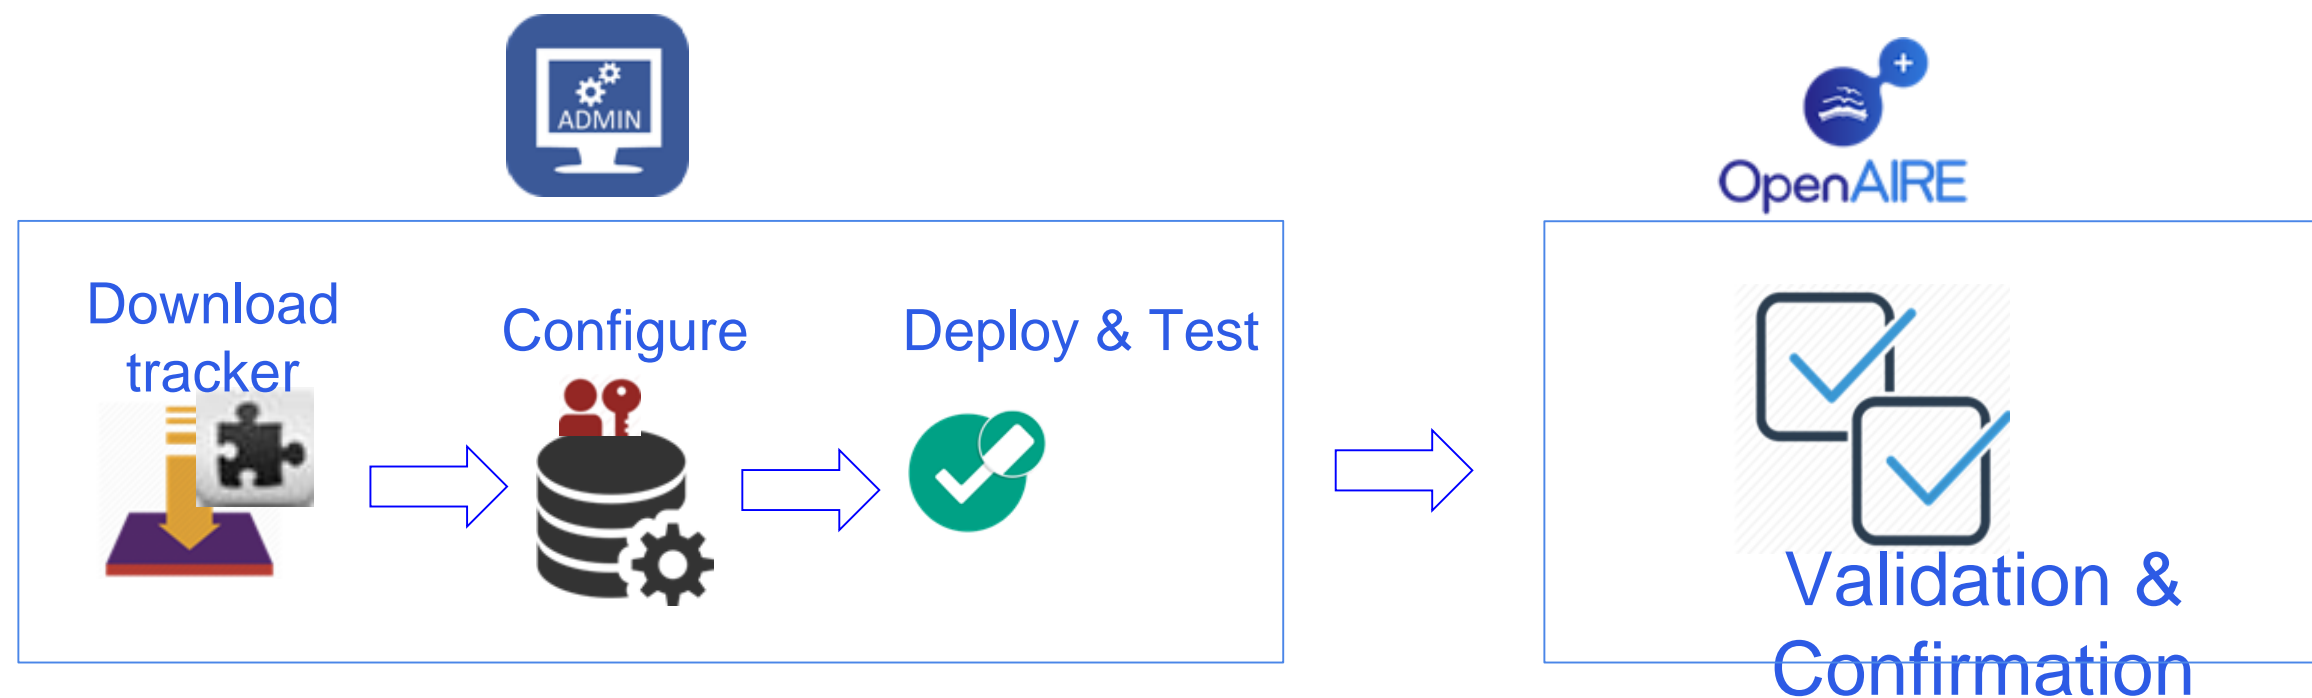 ADMIN
OpenAIRE
Download
tracker
Configure
Deploy & Test
Validation &
Confirmation